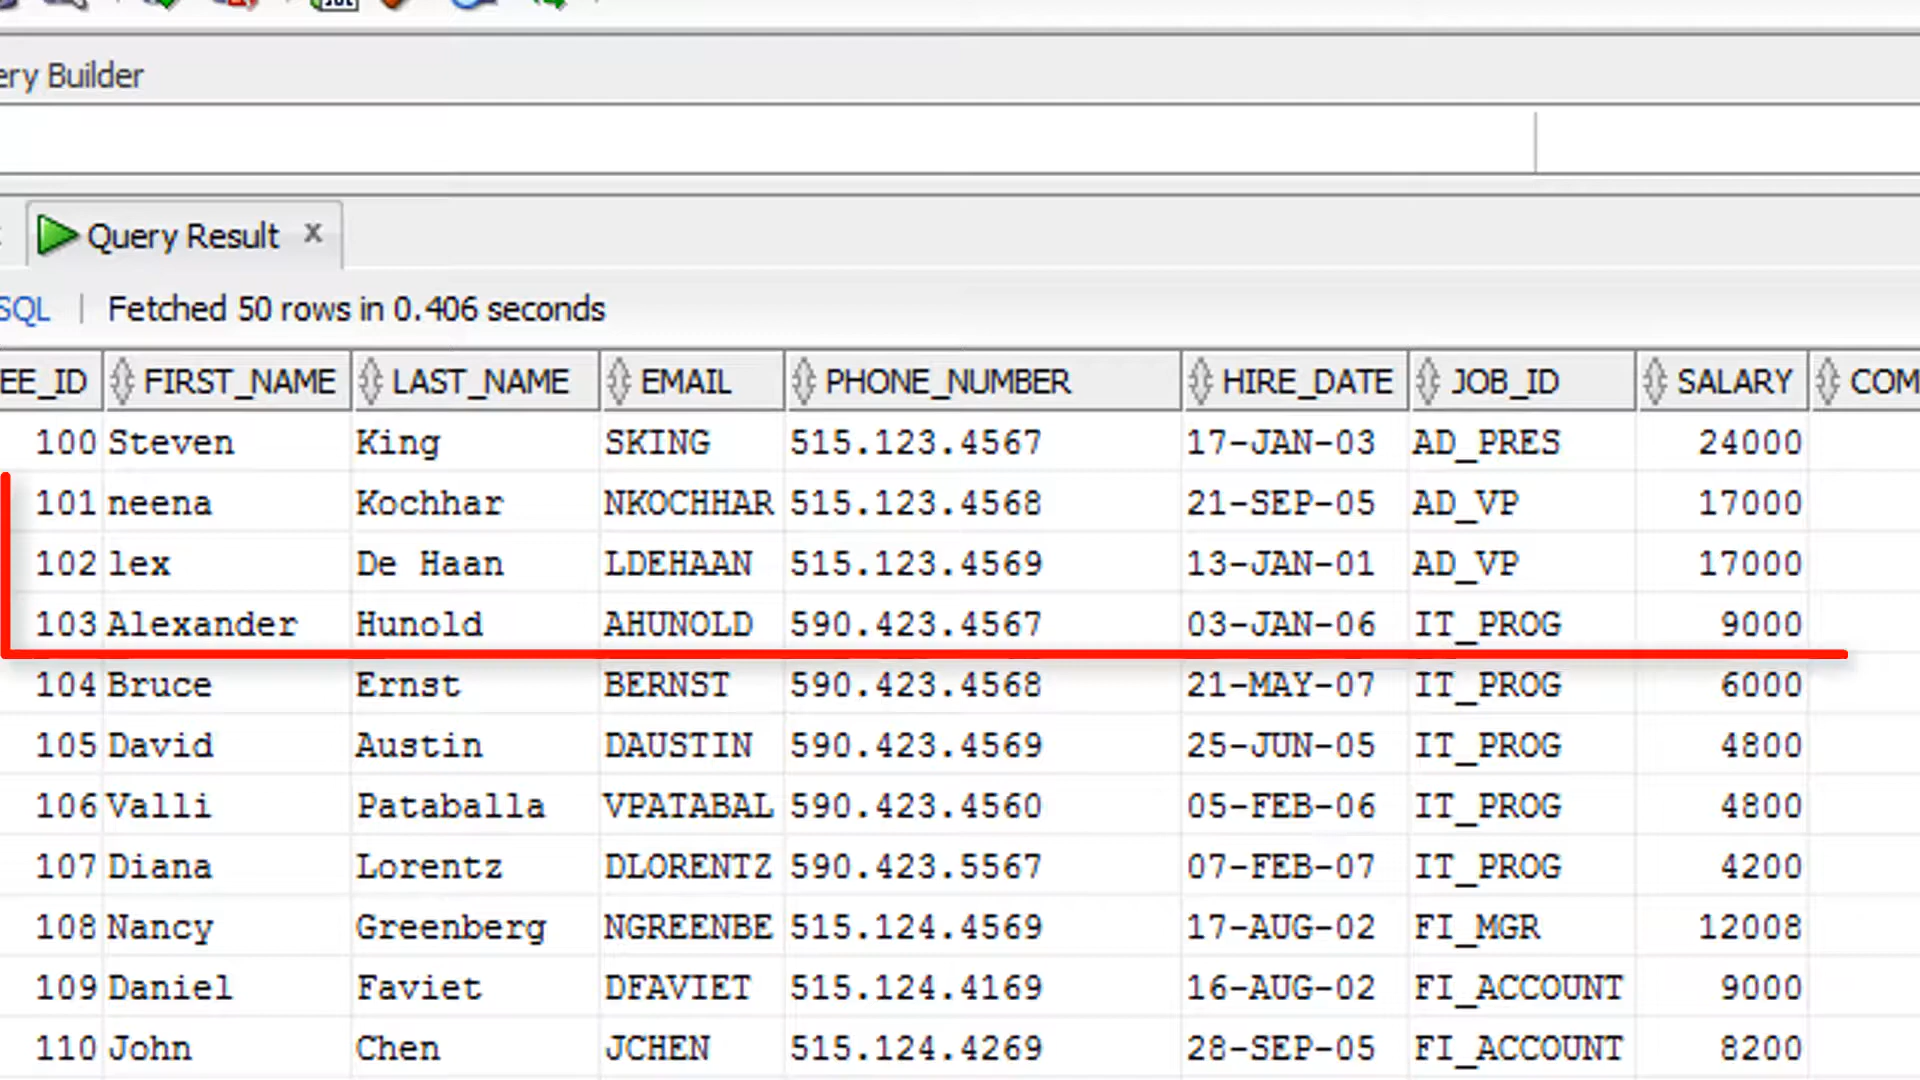 ery Builder
Query Result x
SQL | Fetched 50 rows in 0.406 seconds
EE_ID FIRST_NAME LAST_NAME EMAIL PHONE_NUMBER HIRE_DATE JOB_ID SALARY COM
100 Steven King SKING 515.123.4567 17-JAN-03 AD_PRES 24000
101 neena Kochhar NKOCHHAR 515.123.4568 21-SEP-05 AD_VP 17000
102 lex De Haan LDEHAAN 515.123.4569 13-JAN-01 AD_VP 17000
103 Alexander Hunold AHUNOLD 590.423.4567 03-JAN-06 IT_PROG 9000
104 Bruce Ernst BERNST 590.423.4568 21-MAY-07 IT_PROG 6000
105 David Austin DAUSTIN 590.423.4569 25-JUN-05 IT_PROG 4800
106 Valli Pataballa VPATABAL 590.423.4560 05-FEB-06 IT_PROG 4800
107 Diana Lorentz DLORENTZ 590.423.5567 07-FEB-07 IT_PROG 4200
108 Nancy Greenberg NGREENBE 515.124.4569 17-AUG-02 FI_MGR 12008
109 Daniel Faviet DFAVIET 515.124.4169 16-AUG-02 FI_ACCOUNT 9000
110 John Chen JCHEN 515.124.4269 28-SEP-05 FI_ACCOUNT 8200